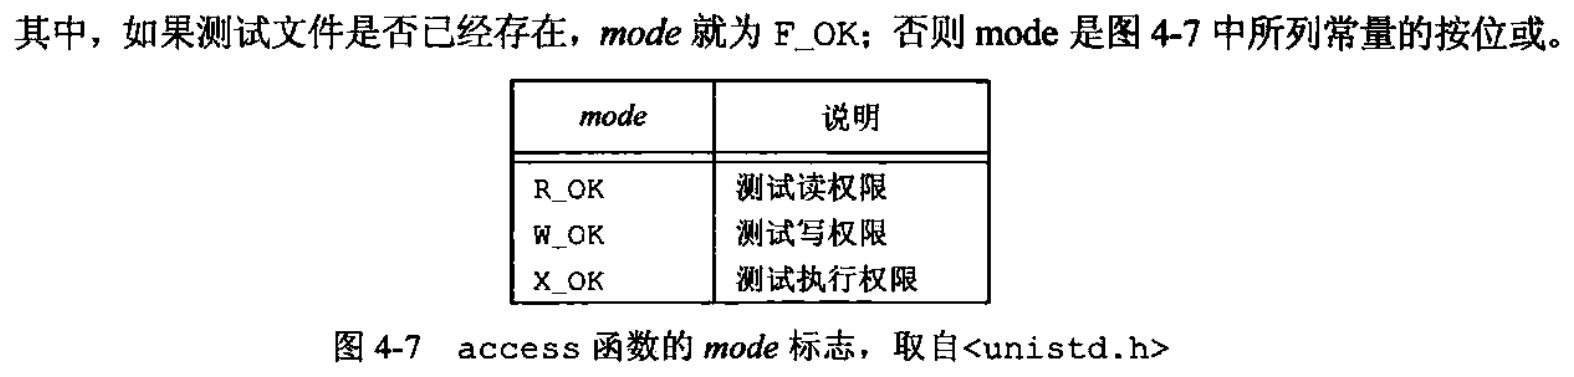 其中，如果测试文件是否已经存在，mode 就为 F_OK；否则 mode 是图 4-7 中所列常量的按位或。
mode 说明
R_OK 测试读权限
W_OK 测试写权限
X_OK 测试执行权限
图 4-7 access 函数的 mode 标志，取自<unistd.h>